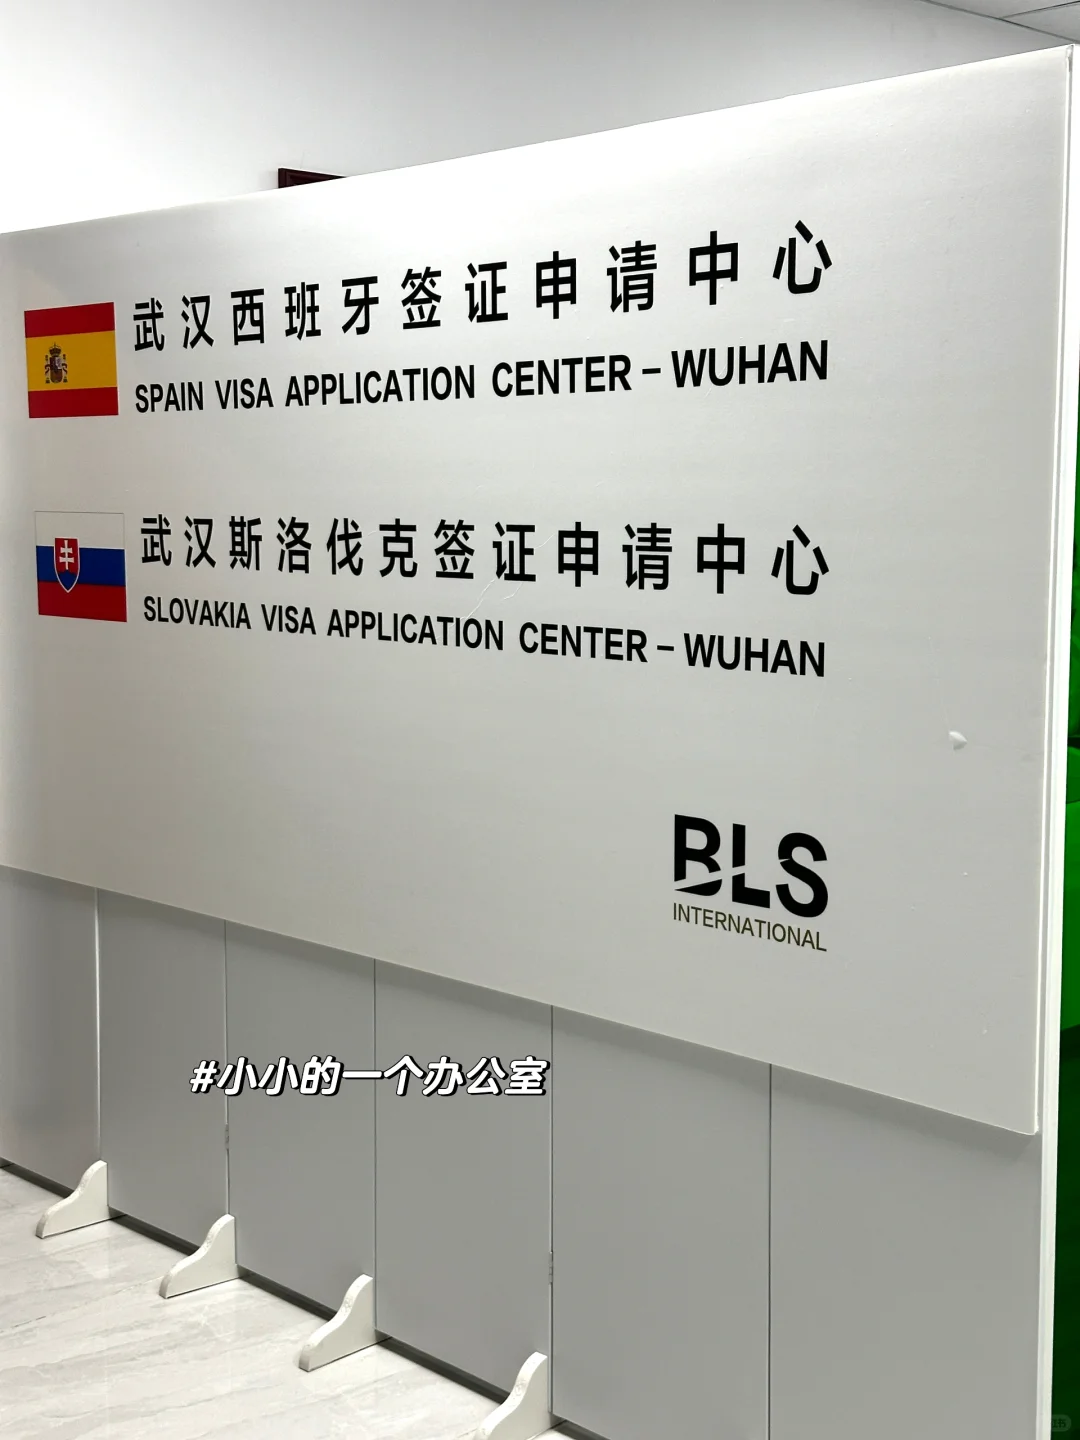 武汉西班牙签证申请中心
SPAIN VISA APPLICATION CENTER – WUHAN
武汉斯洛伐克签证申请中心
SLOVAKIA VISA APPLICATION CENTER – WUHAN
BLS
INTERNATIONAL
#小小的一个办公室